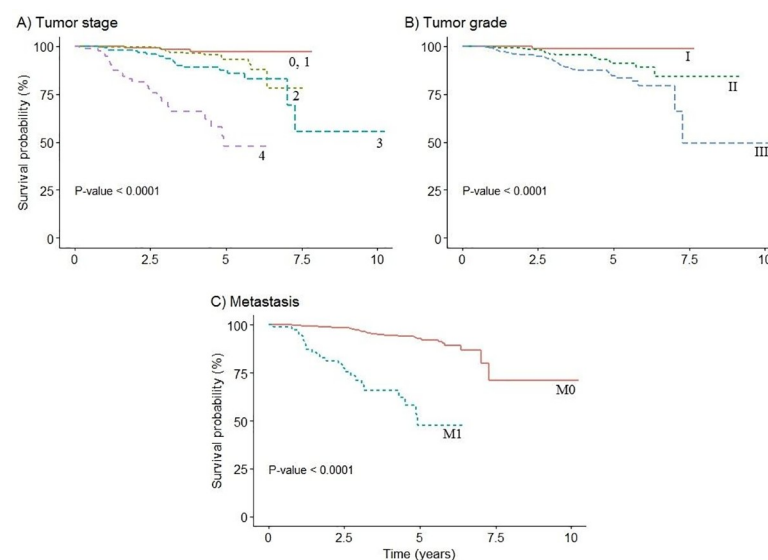 A) Tumor stage
B) Tumor grade
Survival probability (%)
100
75
50
25
0
0, 1
2
3
4
P-value < 0.0001
0 2.5 5 7.5 10
Survival probability (%)
100
75
50
25
0
I
II
III
P-value < 0.0001
0 2.5 5 7.5 10
C) Metastasis
Survival probability (%)
100
75
50
25
0
M0
M1
P-value < 0.0001
0 2.5 5 7.5 10
Time (years)